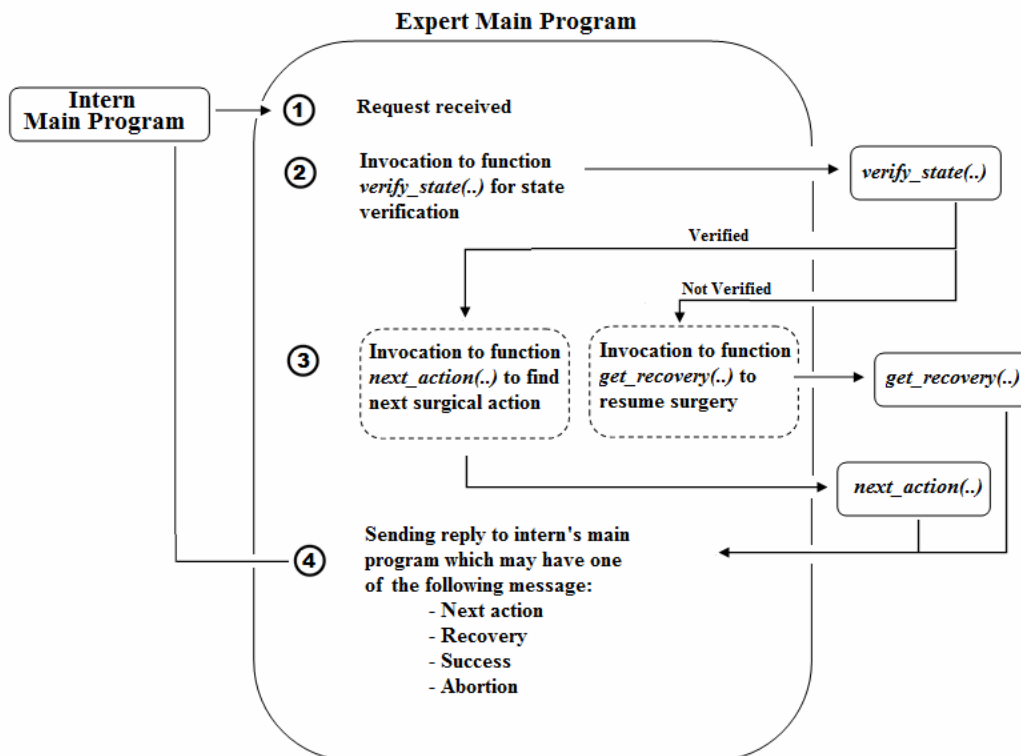 Expert Main Program
Intern
Main Program
1
Request received
2
Invocation to function
verify_state(..) for state
verification
verify_state(..)
Verified
Not Verified
3
Invocation to function
next_action(..) to find
next surgical action
Invocation to function
get_recovery(..) to
resume surgery
get_recovery(..)
next_action(..)
4
Sending reply to intern's main
program which may have one
of the following message:
- Next action
- Recovery
- Success
- Abortion